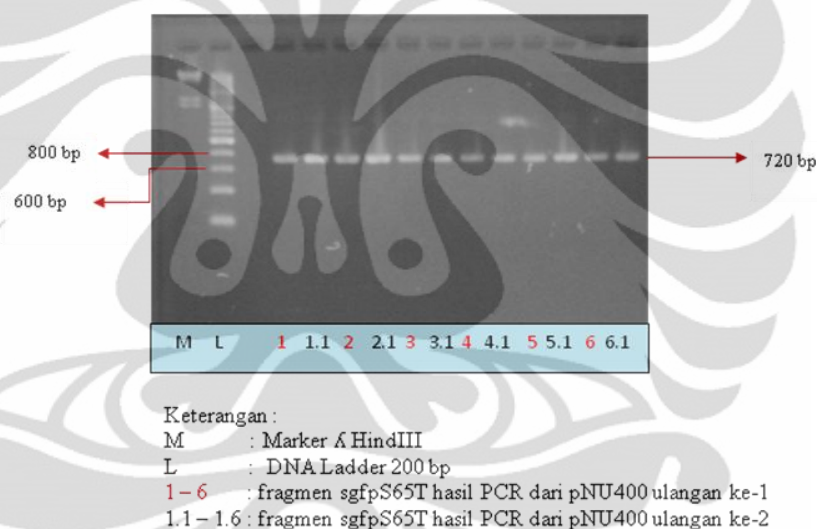 800 bp
720 bp
600 bp
M L 1 1.1 2 2.1 3 3.1 4 4.1 5 5.1 6 6.1
Keterangan :
M : Marker ʎ HindIII
L : DNA Ladder 200 bp
1 – 6 : fragmen sgfpS65T hasil PCR dari pNU400 ulangan ke-1
1.1 – 1.6 : fragmen sgfpS65T hasil PCR dari pNU400 ulangan ke-2